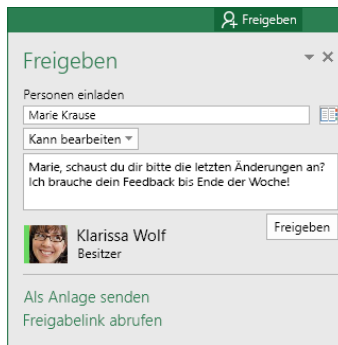 Freigeben
Freigeben
Personen einladen
Marie Krause
Kann bearbeiten
Marie, schaust du dir bitte die letzten Änderungen an?
Ich brauche dein Feedback bis Ende der Woche!
Freigeben
Klarissa Wolf
Besitzer
Als Anlage senden
Freigabelink abrufen